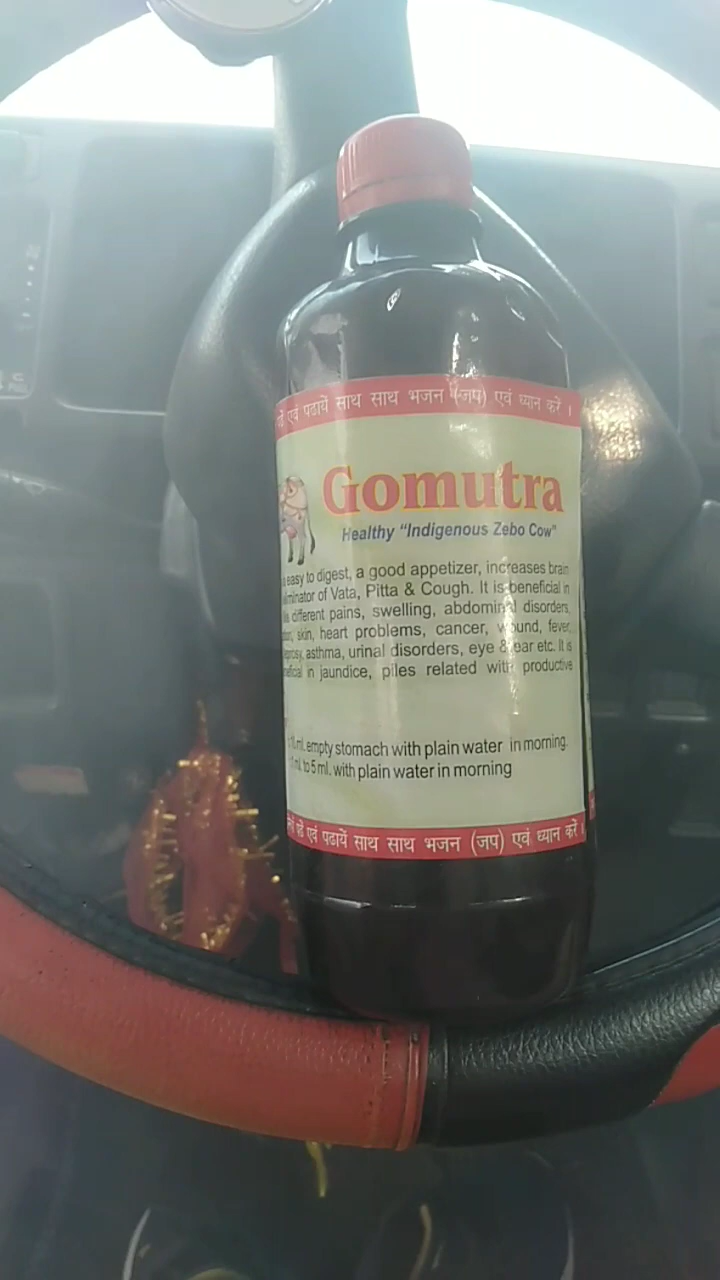 एवं पढायें साथ साथ भजन (जप) एवं ध्यान करें ।
Gomutra
Healthy "Indigenous Zebo Cow"
easy to digest, a good appetizer, increases brain
of Vata, Pitta & Cough. It is beneficial in
different pains, swelling, abdominal disorders,
skin, heart problems, cancer, wound, fever,
asthma, urinal disorders, eye & ear etc. It is
in jaundice, piles related with productive
ml. empty stomach with plain water in morning.
ml. to 5 ml. with plain water in morning
पढें एवं पढायें साथ साथ भजन (जप) एवं ध्यान करें ।